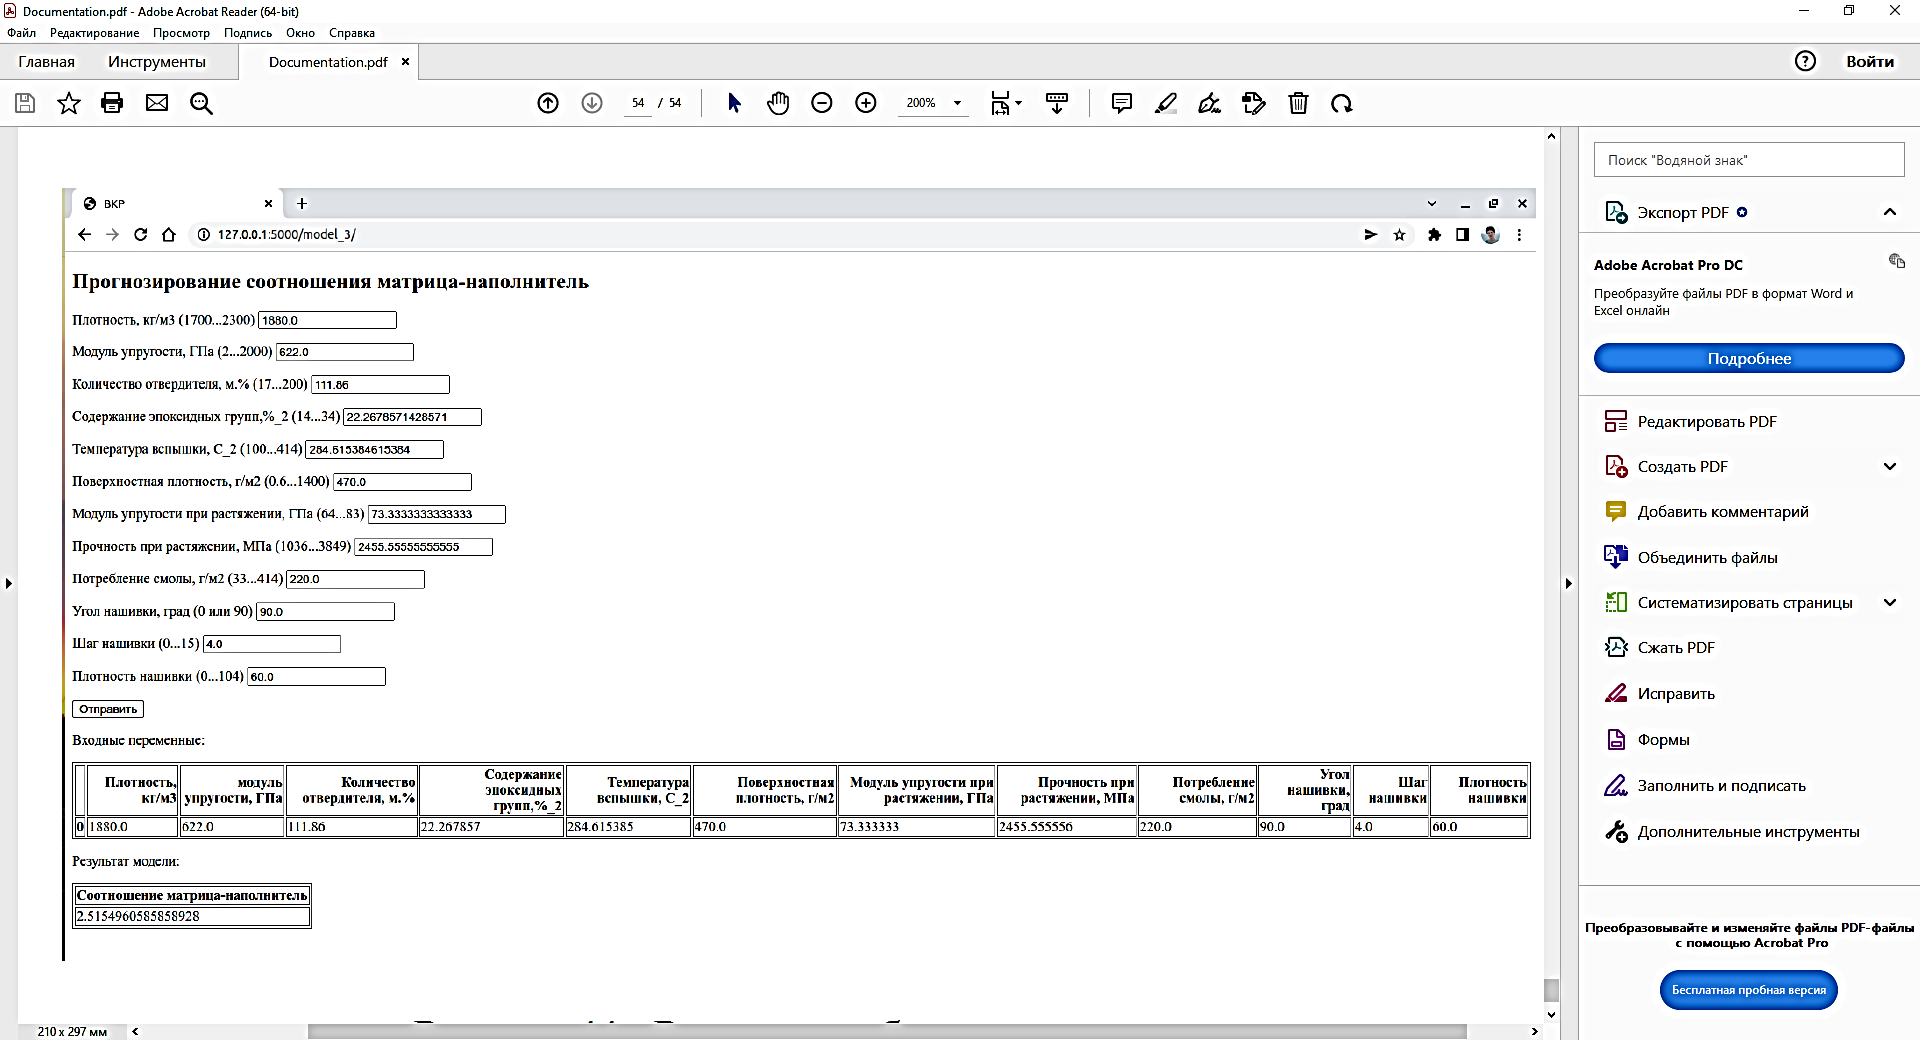 Documentation.pdf - Adobe Acrobat Reader (64-bit)
Файл Редактирование Просмотр Подпись Окно Справка
Главная Инструменты Documentation.pdf × Войти
54 / 54 200%
Поиск "Водяной знак"
Экспорт PDF
Adobe Acrobat Pro DC
Преобразуйте файлы PDF в формат Word и
Excel онлайн
Подробнее
Редактировать PDF
Создать PDF
Добавить комментарий
Объединить файлы
Систематизировать страницы
Сжать PDF
Исправить
Формы
Заполнить и подписать
Дополнительные инструменты
Преобразовывайте и изменяйте файлы PDF-файлы
с помощью Acrobat Pro
Бесплатная пробная версия
ВКР
127.0.0.1:5000/model_3/
Прогнозирование соотношения матрица-наполнитель
Плотность, кг/м3 (1700...2300) 1880.0
Модуль упругости, ГПа (2...2000) 622.0
Количество отвердителя, м.% (17...200) 111.86
Содержание эпоксидных групп,%_2 (14...34) 22.2678571428571
Температура вспышки, С_2 (100...414) 284.615384615384
Поверхностная плотность, г/м2 (0.6...1400) 470.0
Модуль упругости при растяжении, ГПа (64...83) 73.3333333333333
Прочность при растяжении, МПа (1036...3849) 2455.55555555555
Потребление смолы, г/м2 (33...414) 220.0
Угол нашивки, град (0 или 90) 90.0
Шаг нашивки (0...15) 4.0
Плотность нашивки (0...104) 60.0
Отправить
Входные переменные:
Плотность, кг/м3 модуль упругости, ГПа Количество отвердителя, м.% Содержание эпоксидных групп,%_2 Температура вспышки, С_2 Поверхностная плотность, г/м2 Модуль упругости при растяжении, ГПа Прочность при растяжении, МПа Потребление смолы, г/м2 Угол нашивки, град Шаг нашивки Плотность нашивки
0 1880.0 622.0 111.86 22.267857 284.615385 470.0 73.333333 2455.555556 220.0 90.0 4.0 60.0
Результат модели:
Соотношение матрица-наполнитель
2.5154960585858928
210 x 297 мм